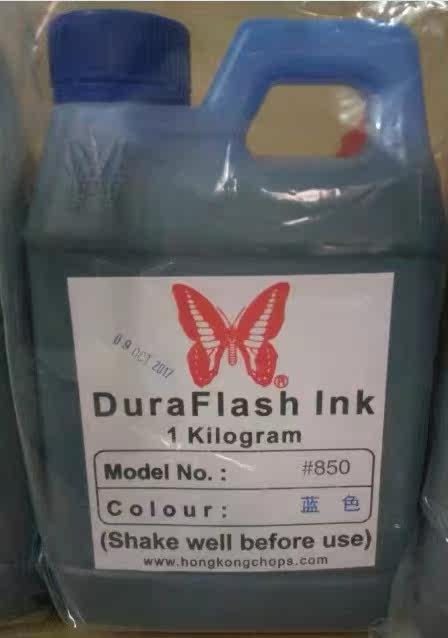 09 OCT 2017
®
DuraFlash Ink
1 Kilogram
Model No. : #850
Colour : 蓝 色
(Shake well before use)
www.hongkongchops.com